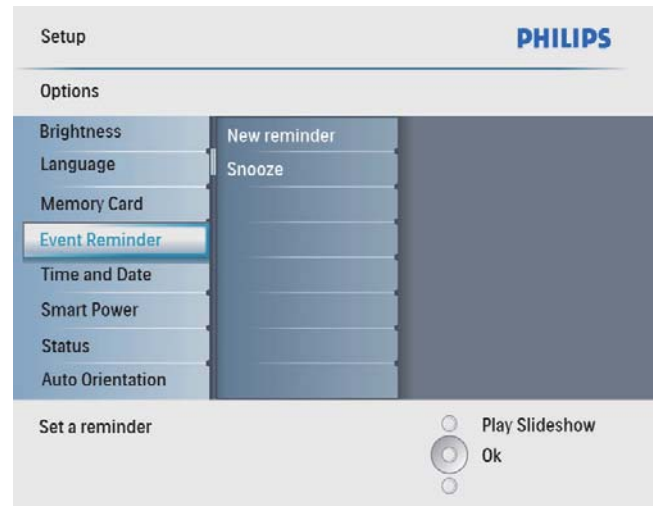 Setup
PHILIPS
Options
Brightness
New reminder
Language
Snooze
Memory Card
Event Reminder
Time and Date
Smart Power
Status
Auto Orientation
Set a reminder
Play Slideshow
Ok